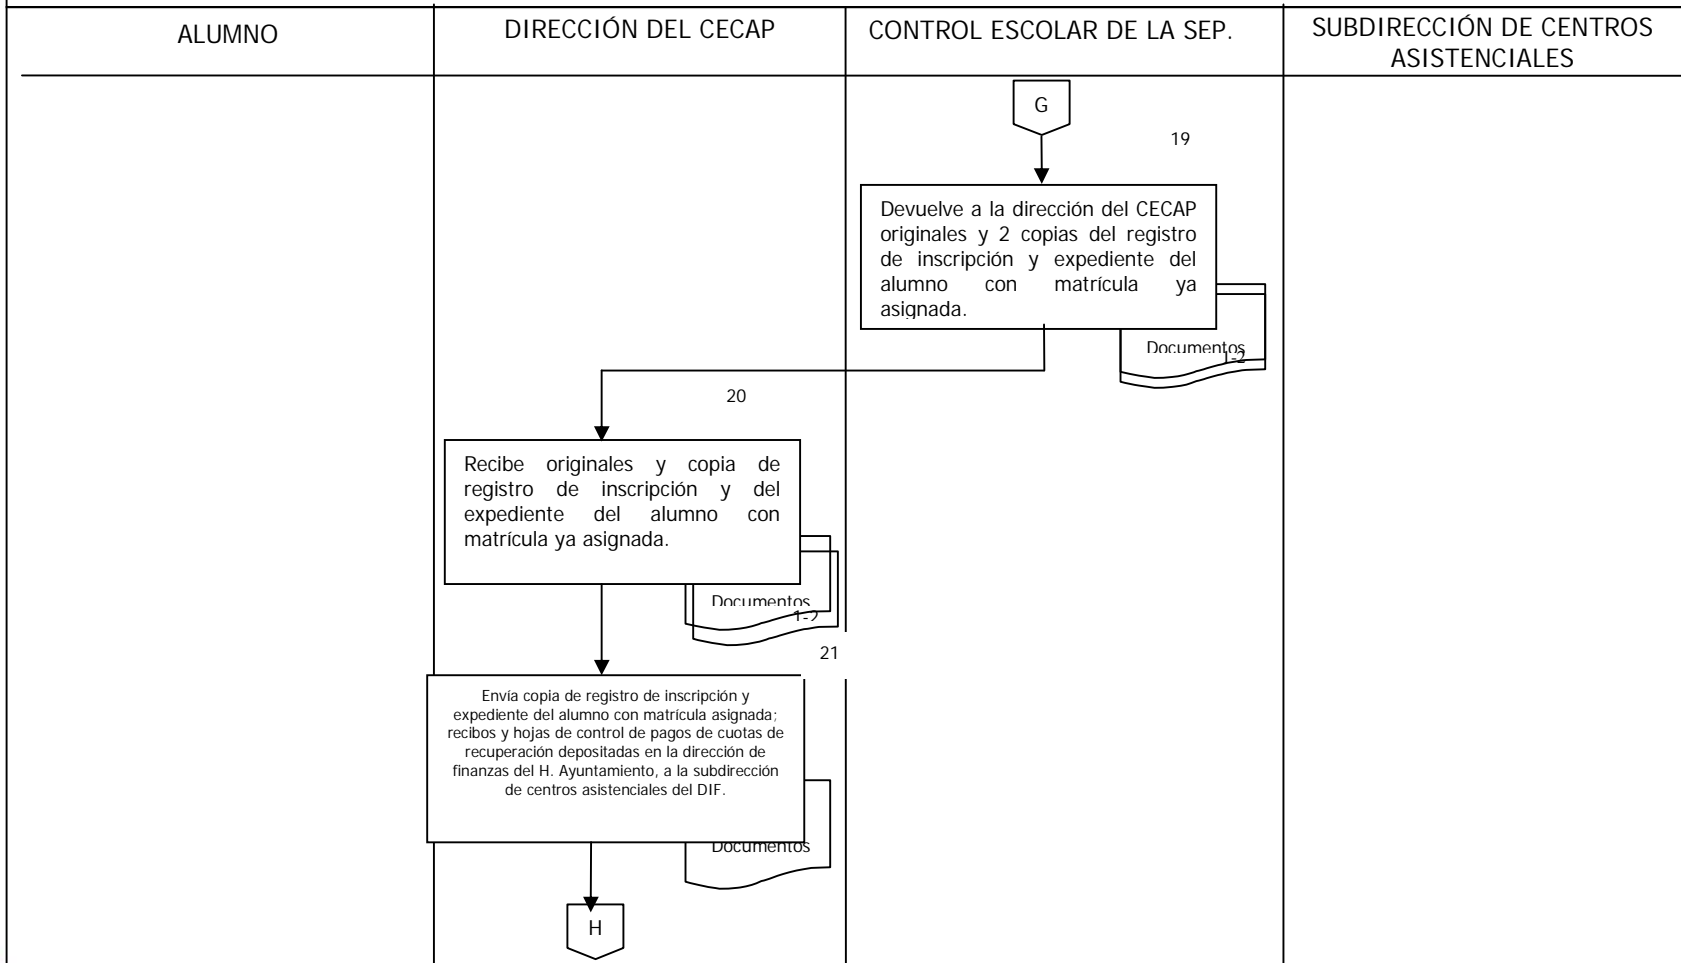 ALUMNO
DIRECCIÓN DEL CECAP
CONTROL ESCOLAR DE LA SEP.
SUBDIRECCIÓN DE CENTROS
ASISTENCIALES
G
19
Devuelve a la dirección del CECAP
originales y 2 copias del registro
de inscripción y expediente del
alumno con matrícula ya
asignada.
Documentos
1-2
20
Recibe originales y copia de
registro de inscripción y del
expediente del alumno con
matrícula ya asignada.
Documentos
1-2
21
Envía copia de registro de inscripción y
expediente del alumno con matrícula asignada;
recibos y hojas de control de pagos de cuotas de
recuperación depositadas en la dirección de
finanzas del H. Ayuntamiento, a la subdirección
de centros asistenciales del DIF.
Documentos
H